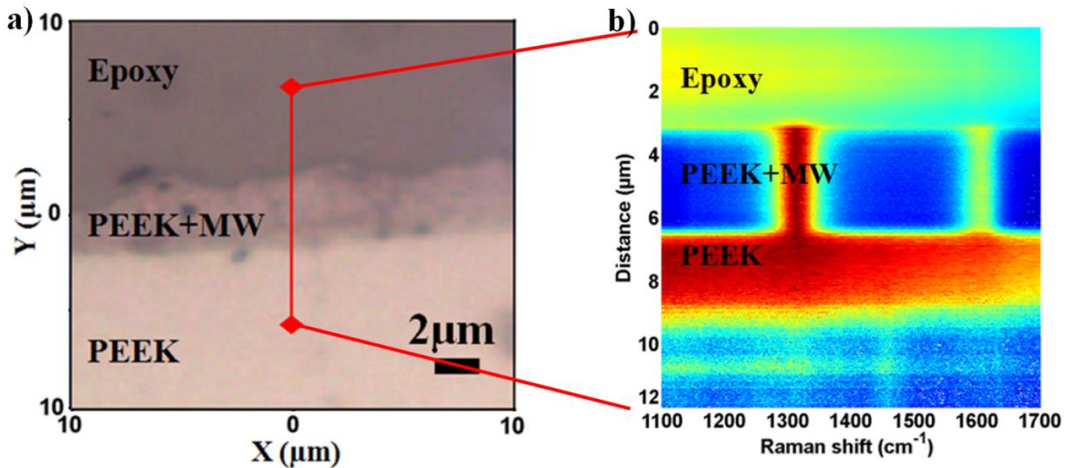 a)
10
Epoxy
Y (μm)
0
PEEK+MW
PEEK
2μm
10
10
0
10
X (μm)
b)
0
Epoxy
2
4
PEEK+MW
Distance (μm)
6
PEEK
8
10
12
1100
1200
1300
1400
1500
1600
1700
Raman shift (cm⁻¹)